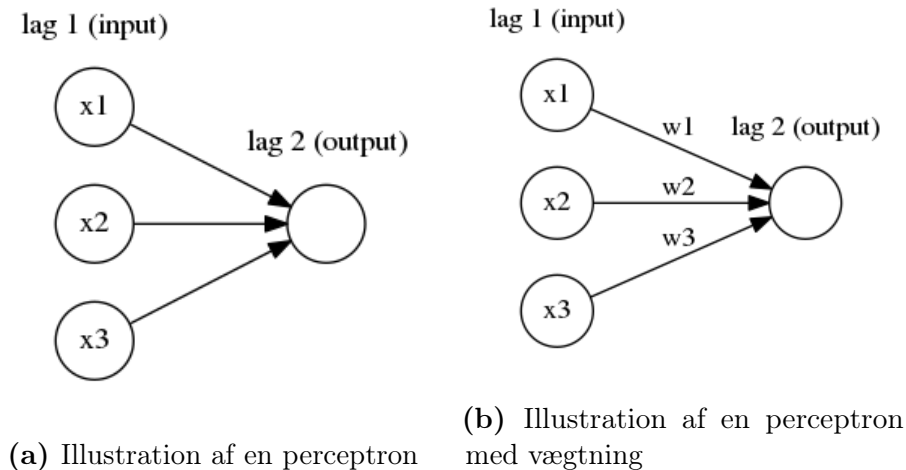 lag 1 (input)
x1
lag 2 (output)
x2
x3
(a) Illustration af en perceptron
lag 1 (input)
x1
w1
lag 2 (output)
x2
w2
w3
x3
(b) Illustration af en perceptron
med vægtning